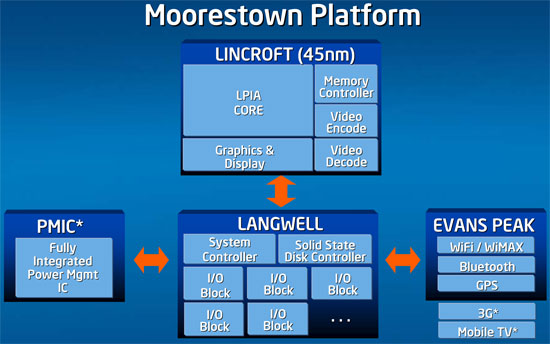 Moorestown Platform
LINCROFT (45nm)
LPIA
CORE
Memory
Controller
Video
Encode
Graphics &
Display
Video
Decode
PMIC*
Fully
Integrated
Power Mgmt
IC
LANGWELL
System
Controller
Solid State
Disk Controller
I/O
Block
I/O
Block
I/O
Block
I/O
Block
I/O
Block
...
EVANS PEAK
WiFi / WiMAX
Bluetooth
GPS
3G*
Mobile TV*